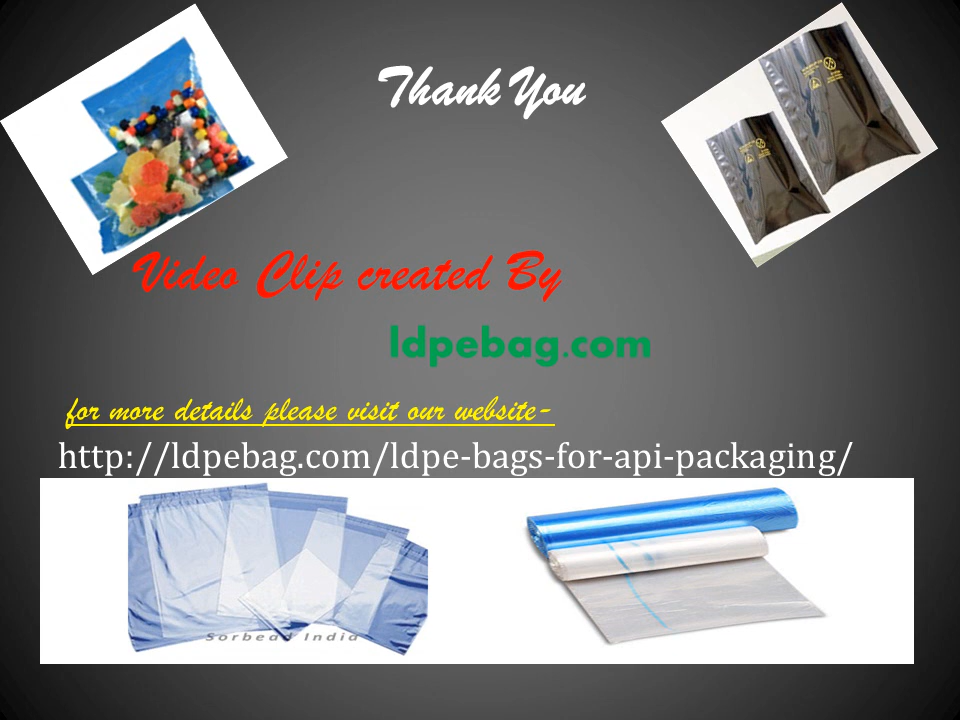 Thank You
Video Clip created By
ldpebag.com
for more details please visit our website-
http://ldpebag.com/ldpe-bags-for-api-packaging/
Sorbead India